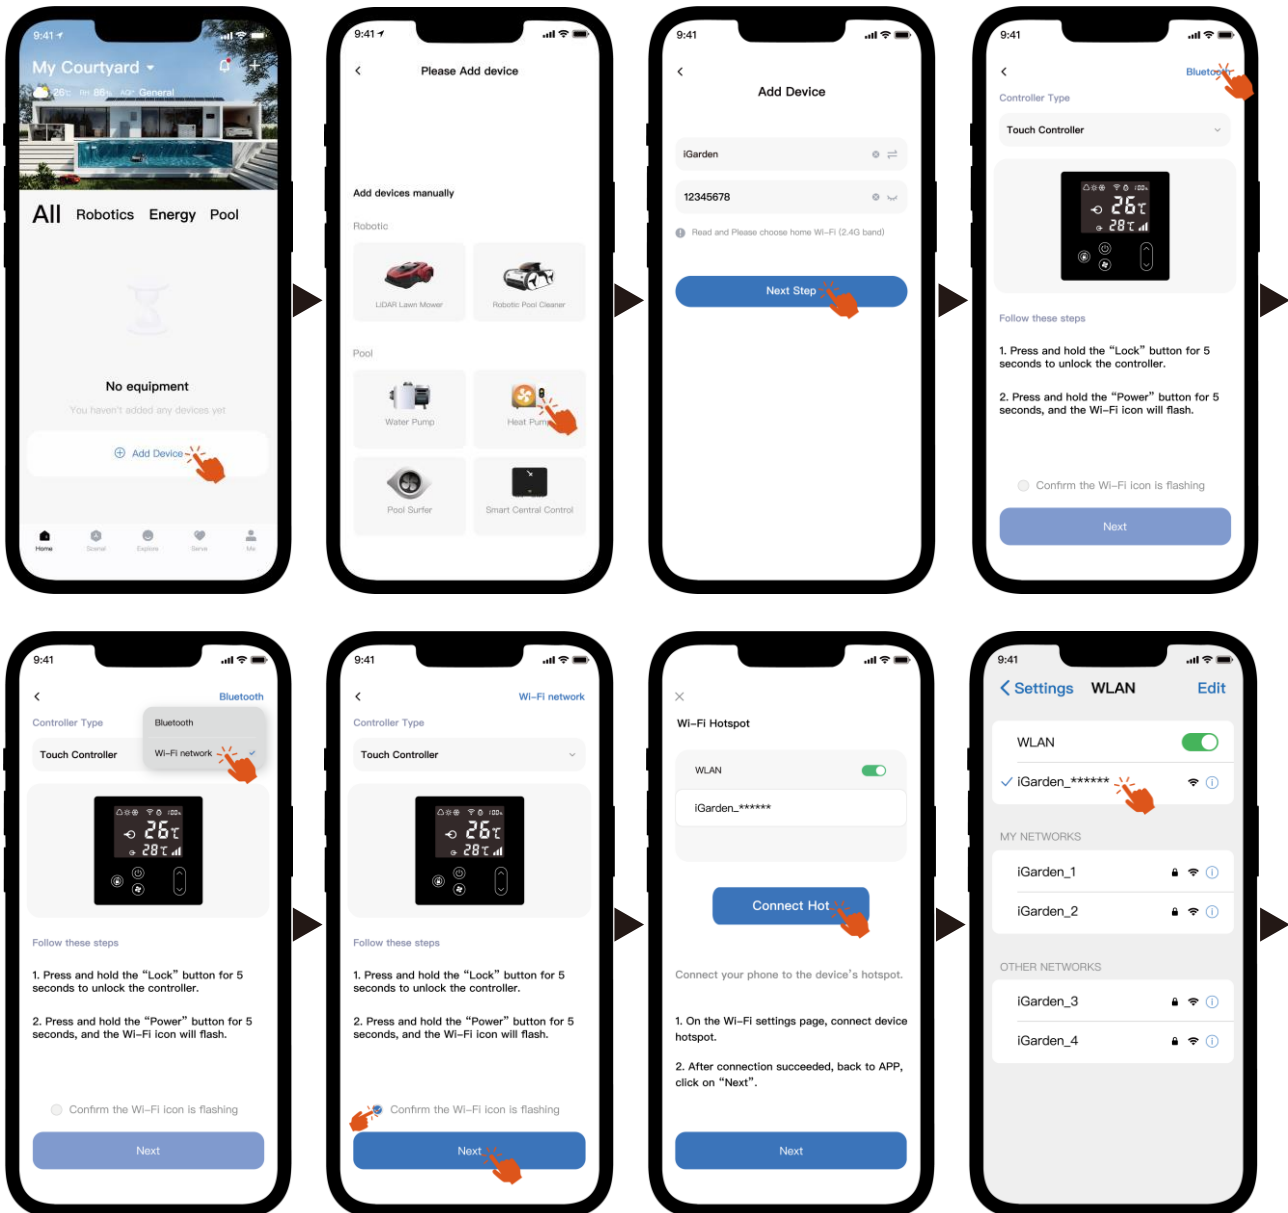 9:41
My Courtyard
26℃ RH 86% AQI General
All Robotics Energy Pool
No equipment
You haven't added any devices yet
Add Device
Home
Explore
Serve
Me
9:41
Please Add device
Add devices manually
Robotic
LIDAR Lawn Mower
Robotic Pool Cleaner
Pool
Water Pump
Heat Pump
Pool Surfer
Smart Central Control
9:41
Add Device
iGarden
12345678
Read and Please choose home Wi-Fi (2.4G band)
Next Step
9:41
Bluetooth
Controller Type
Touch Controller
100%
26℃
28℃
Follow these steps
1. Press and hold the “Lock” button for 5
seconds to unlock the controller.
2. Press and hold the “Power” button for 5
seconds, and the Wi-Fi icon will flash.
Confirm the Wi-Fi icon is flashing
Next
9:41
Bluetooth
Controller Type
Bluetooth
Touch Controller
Wi-Fi network
100%
26℃
28℃
Follow these steps
1. Press and hold the “Lock” button for 5
seconds to unlock the controller.
2. Press and hold the “Power” button for 5
seconds, and the Wi-Fi icon will flash.
Confirm the Wi-Fi icon is flashing
Next
9:41
Wi-Fi network
Controller Type
Touch Controller
100%
26℃
28℃
Follow these steps
1. Press and hold the “Lock” button for 5
seconds to unlock the controller.
2. Press and hold the “Power” button for 5
seconds, and the Wi-Fi icon will flash.
Confirm the Wi-Fi icon is flashing
Next
Wi-Fi Hotspot
WLAN
iGarden_******
Connect Hot
Connect your phone to the device's hotspot.
1. On the Wi-Fi settings page, connect device
hotspot.
2. After connection succeeded, back to APP,
click on “Next”.
Next
9:41
Settings WLAN Edit
WLAN
iGarden_******
MY NETWORKS
iGarden_1
iGarden_2
OTHER NETWORKS
iGarden_3
iGarden_4